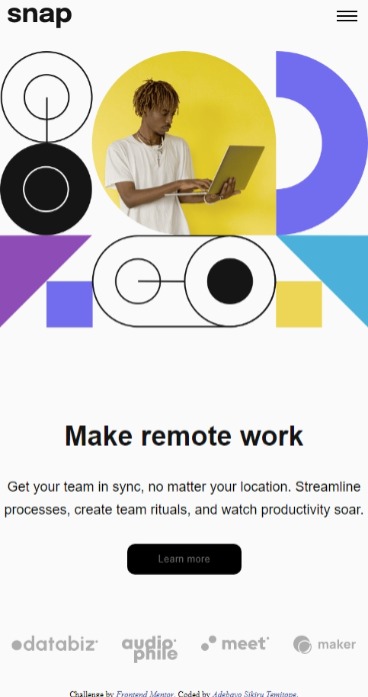 snap
Make remote work
Get your team in sync, no matter your location. Streamline
processes, create team rituals, and watch productivity soar.
Learn more
databiz
audiophile
meet
maker
Challenge by Frontend Mentor. Coded by Adebayo Sikiru Temitope.